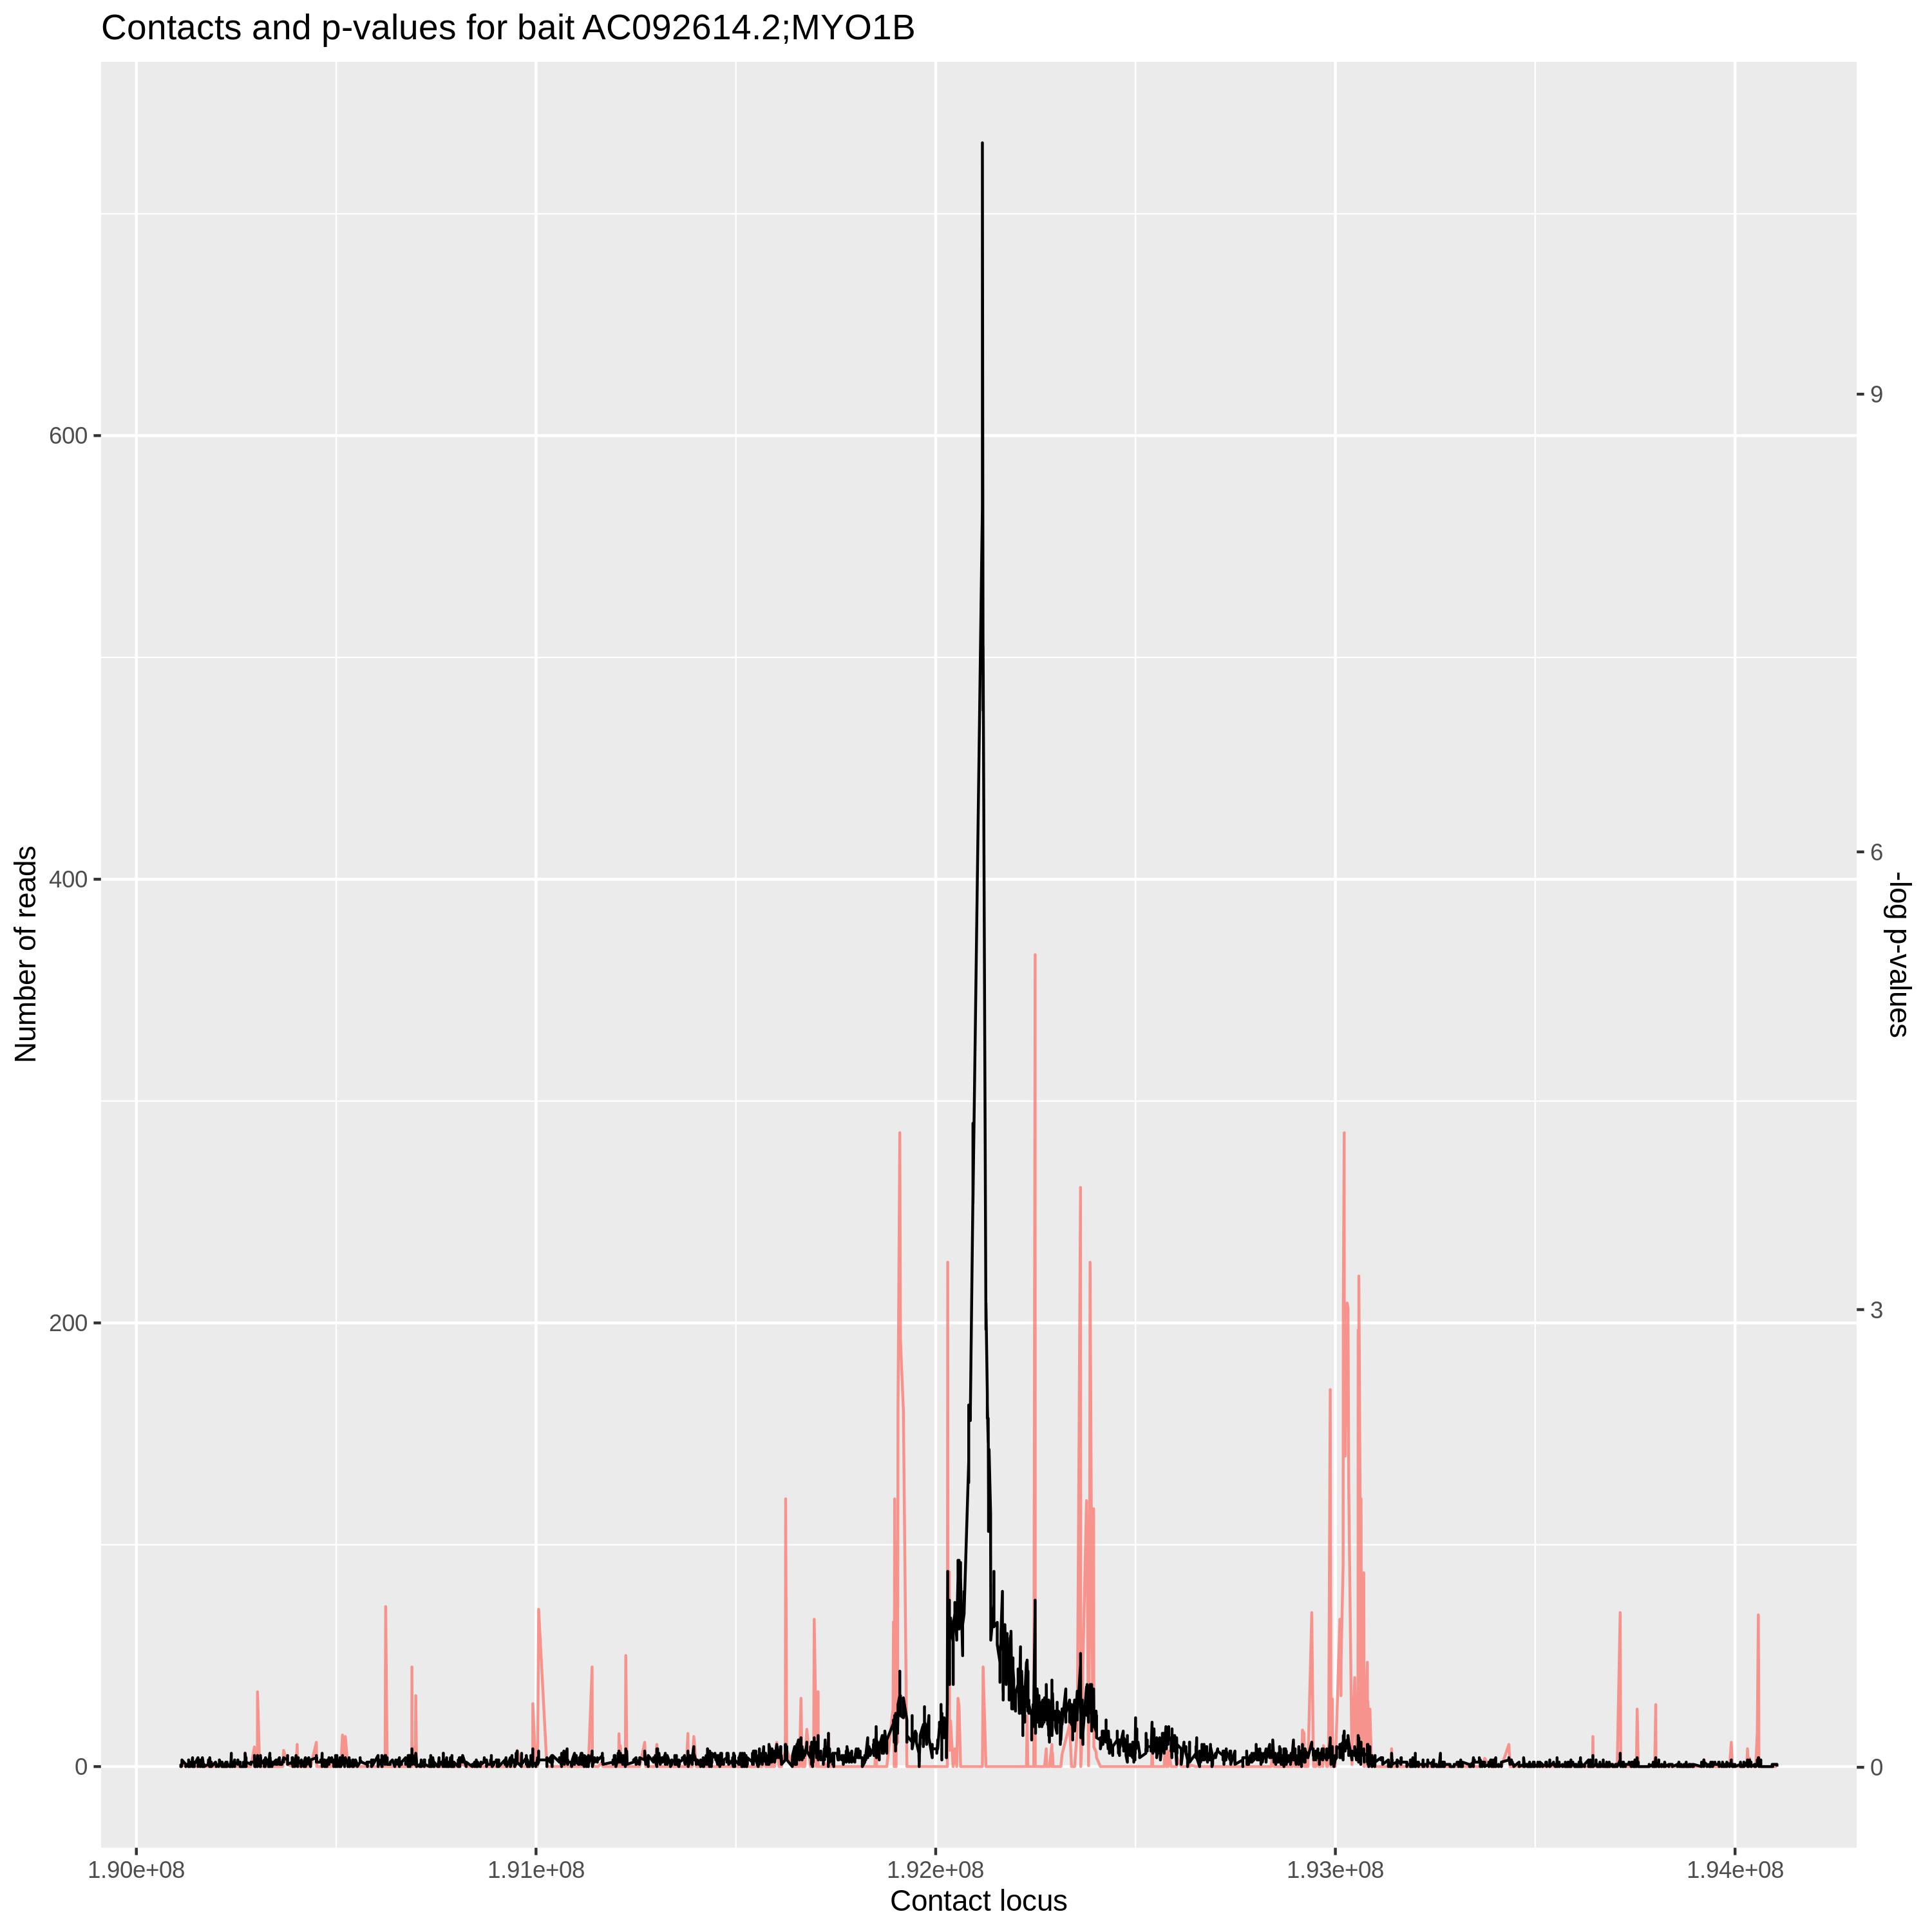 Contacts and p-values for bait AC092614.2;MYO1B
Number of reads
600
400
200
0
9
6
3
0
-log p-values
1.90e+08
1.91e+08
1.92e+08
1.93e+08
1.94e+08
Contact locus